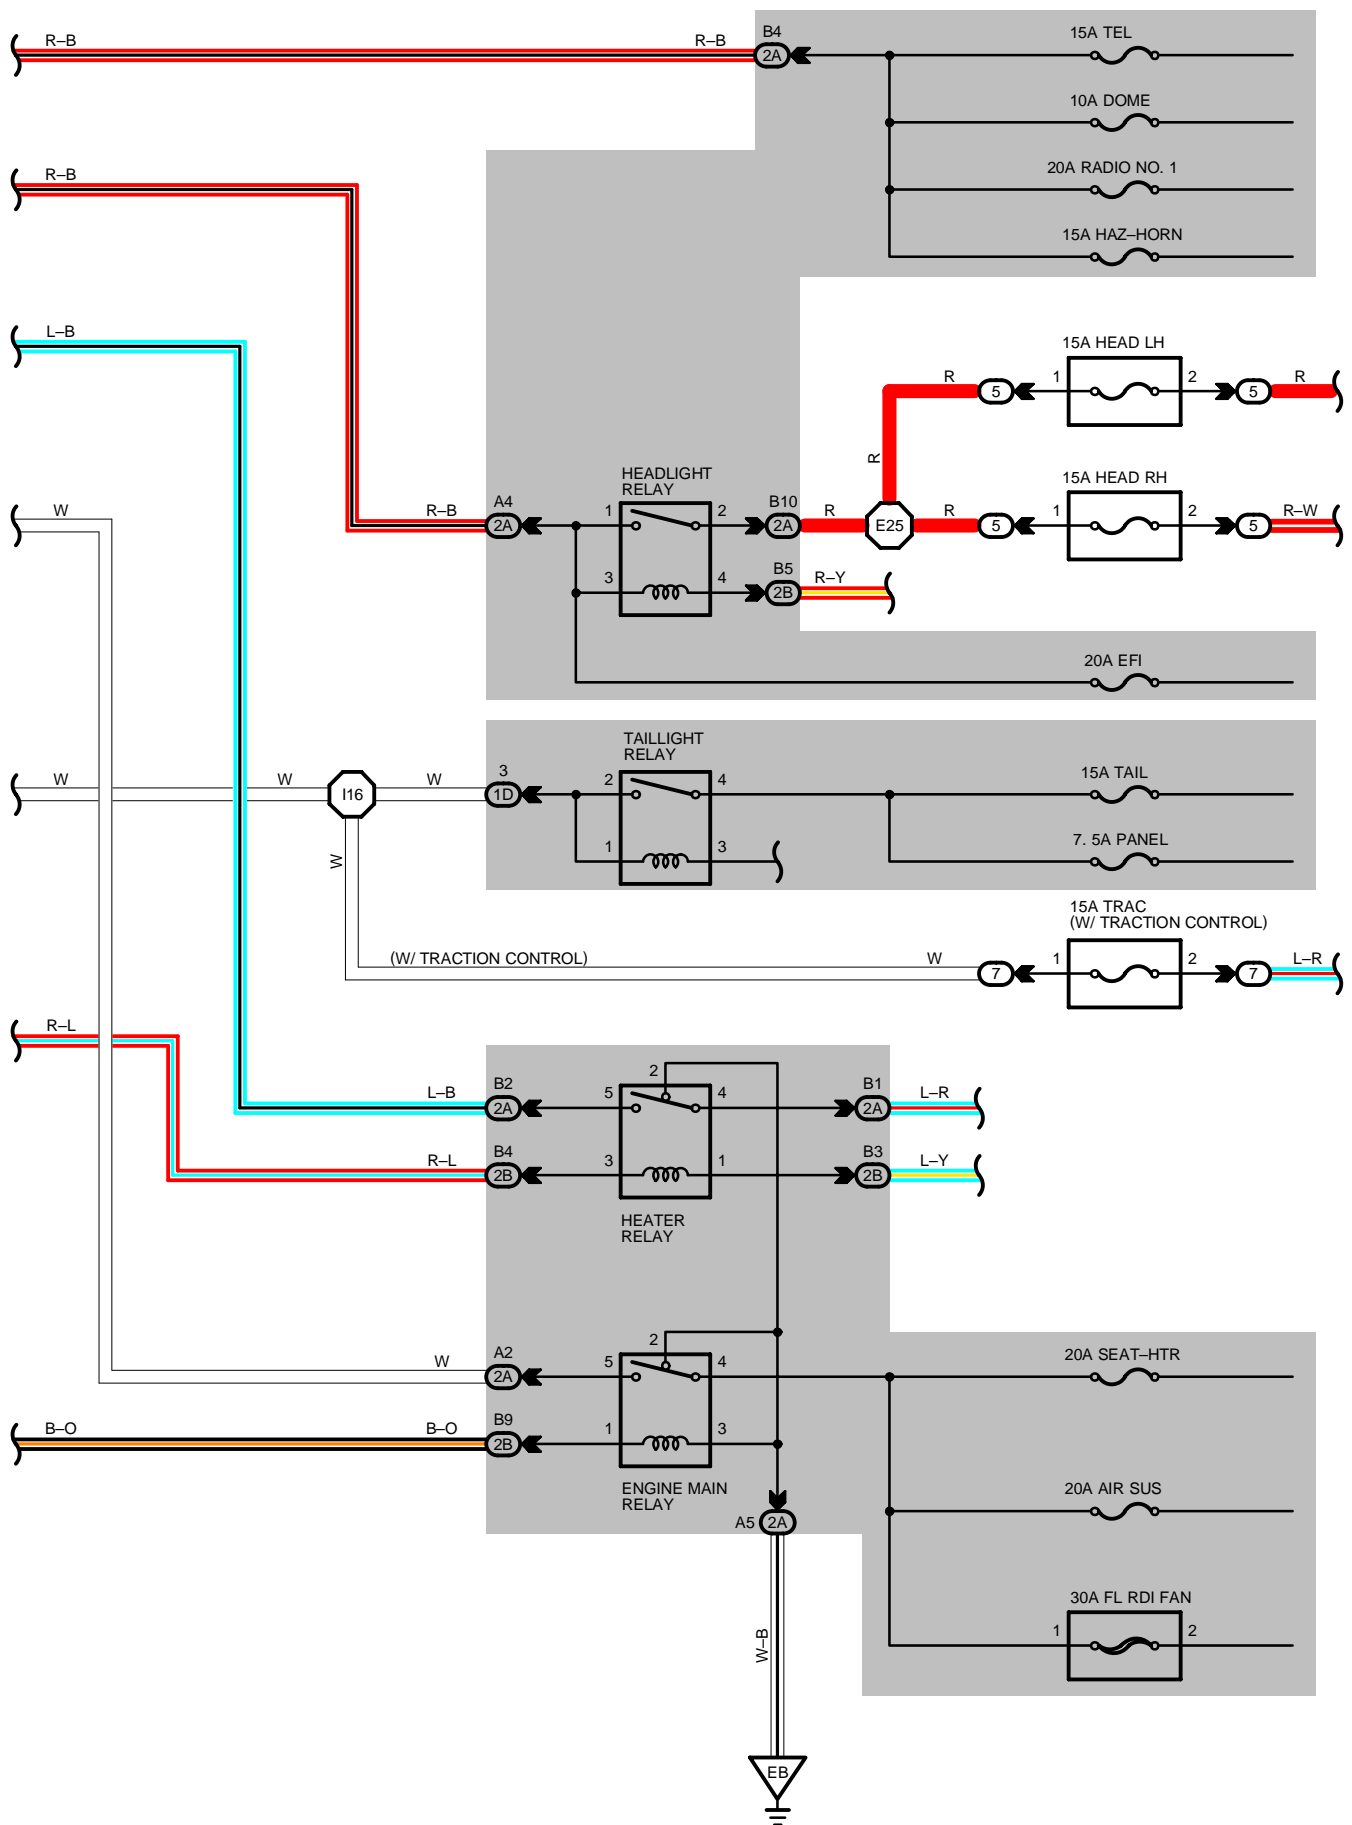 R–B
R–B
B4
2A
15A TEL
10A DOME
20A RADIO NO. 1
15A HAZ–HORN
R–B
L–B
15A HEAD LH
R
5
1
2
5
R
R
HEADLIGHT
RELAY
15A HEAD RH
W
R–B
A4
2A
1
2
B10
2A
R
E25
R
5
1
2
5
R–W
3
4
B5
2B
R–Y
20A EFI
TAILLIGHT
RELAY
W
W
I16
W
3
1D
2
4
15A TAIL
W
1
3
7. 5A PANEL
15A TRAC
(W/ TRACTION CONTROL)
(W/ TRACTION CONTROL)
W
7
1
2
7
L–R
R–L
2
L–B
B2
2A
5
4
B1
2A
L–R
R–L
B4
2B
3
1
B3
2B
L–Y
HEATER
RELAY
2
W
A2
2A
5
4
20A SEAT–HTR
B–O
B–O
B9
2B
1
3
ENGINE MAIN
RELAY
20A AIR SUS
A5
2A
30A FL RDI FAN
1
2
W–B
EB